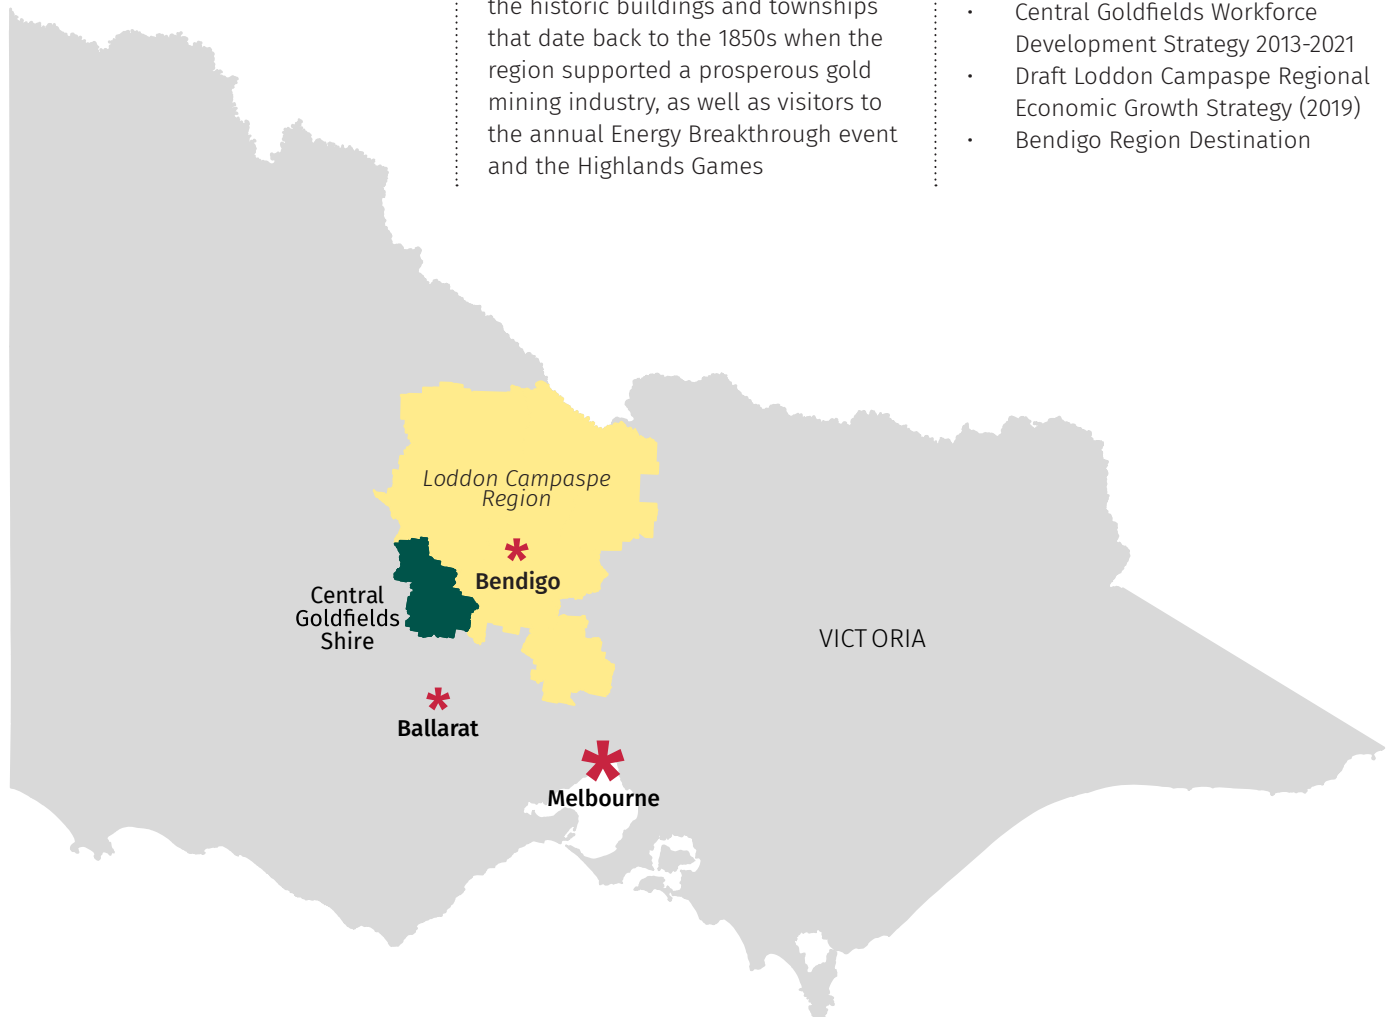 the historic buildings and townships
that date back to the 1850s when the
region supported a prosperous gold
mining industry, as well as visitors to
the annual Energy Breakthrough event
and the Highlands Games
• Central Goldfields Workforce
Development Strategy 2013-2021
• Draft Loddon Campaspe Regional
Economic Growth Strategy (2019)
• Bendigo Region Destination
Loddon Campaspe
Region
Bendigo
Central
Goldfields
Shire
VICTORIA
Ballarat
Melbourne